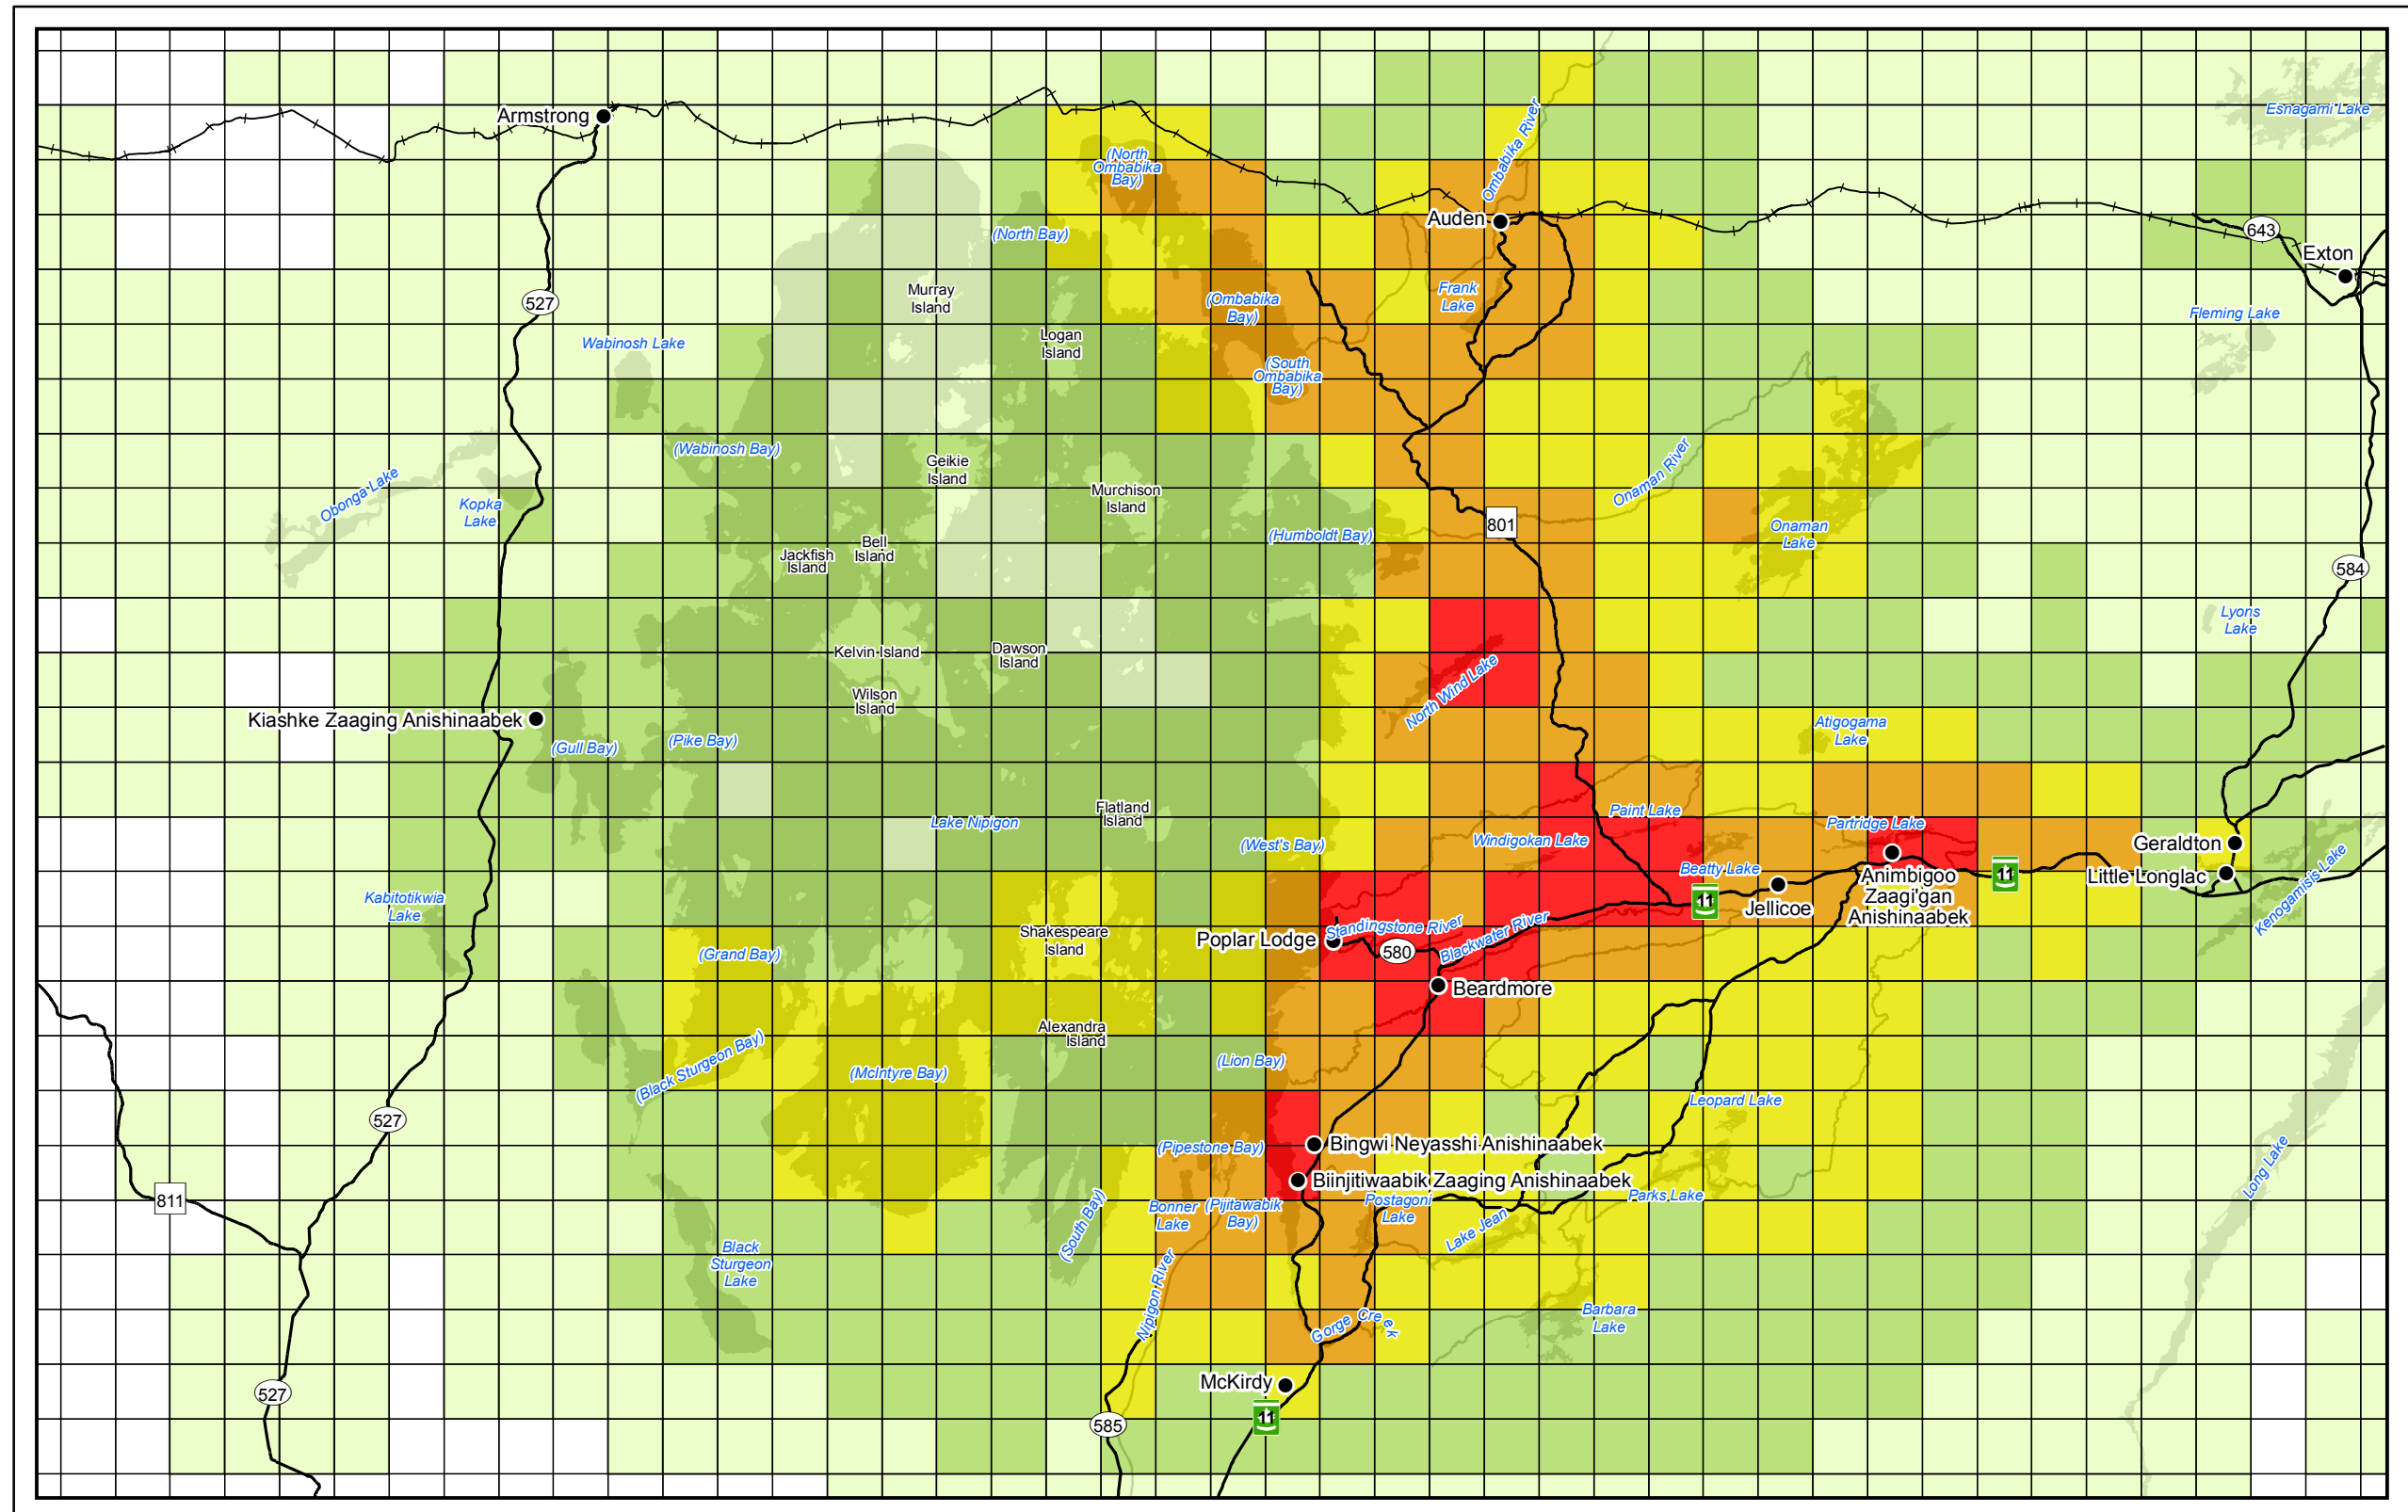 Esnagami Lake
Armstrong
Ombabika River
(North
Ombabika
Bay)
Auden
643
(North Bay)
Exton
Murray
Island
(Ombabika
Bay)
Frank
Lake
527
Fleming Lake
Wabinosh Lake
Logan
Island
(South
Ombabika
Bay)
(Wabinosh Bay)
Geikie
Island
Onaman River
Obonga Lake
Kopka
Lake
Murchison
Island
801
(Humboldt Bay)
Onaman
Lake
Bell
Island
Jackfish
Island
584
Lyons
Lake
Kelvin Island
Dawson
Island
North Wind Lake
Wilson
Island
Kiashke Zaaging Anishinaabek
(Gull Bay)
(Pike Bay)
Atigogama
Lake
Flatland
Island
Paint Lake
Lake Nipigon
Partridge Lake
(West's Bay)
Windigokan Lake
Geraldton
Beatty Lake
Animbigoo
Zaagi'gan
Anishinaabek
11
Little Longlac
Kenogamisis Lake
Kabitotikwia
Lake
11
Jellicoe
Shakespeare
Island
Poplar Lodge
Standingstone River
Blackwater River
580
(Grand Bay)
Beardmore
Alexandra
Island
(Black Sturgeon Bay)
(McIntyre Bay)
(Lion Bay)
Leopard Lake
527
Bingwi Neyasshi Anishinaabek
(Pipestone Bay)
Biinjitiwaabik Zaaging Anishinaabek
Long Lake
811
(South Bay)
Bonner
Lake
(Pijitawabik
Bay)
Postagoni
Lake
Parks Lake
Lake Jean
Black
Sturgeon
Lake
Nipigon River
Gorge Creek
Barbara
Lake
McKirdy
527
11
585